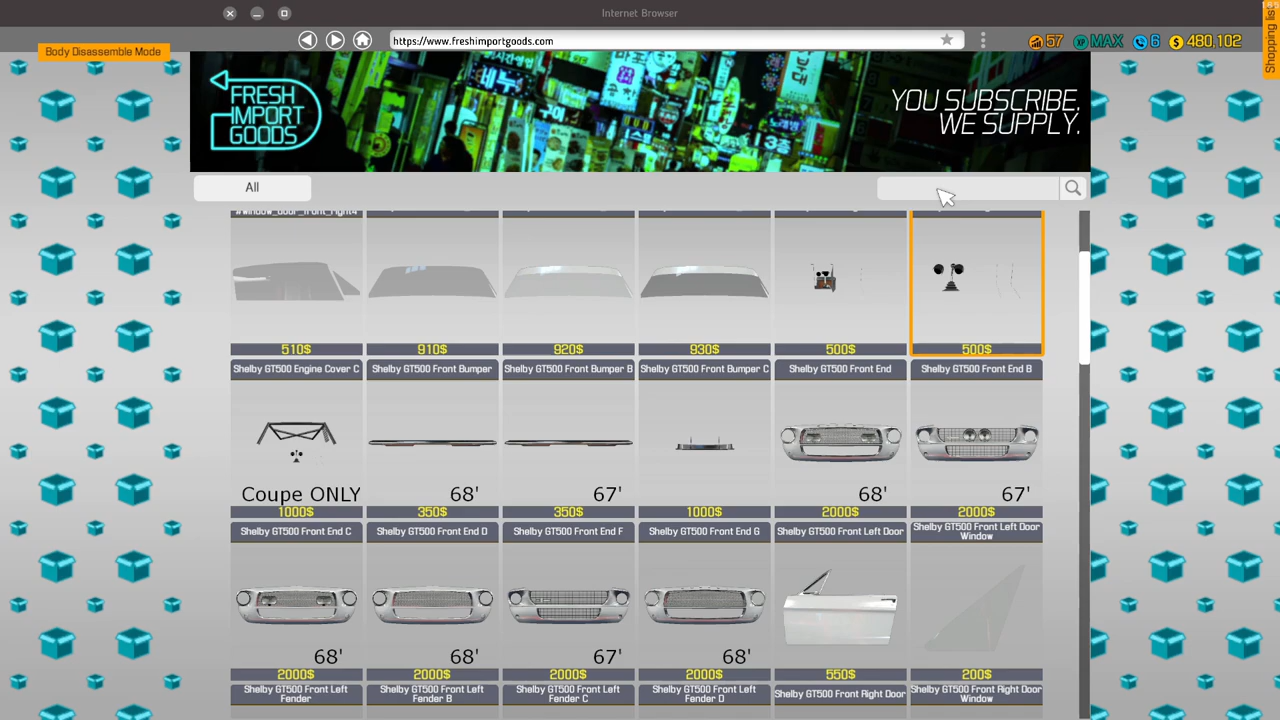 Internet Browser
Shopping list
https://www.freshimportgoods.com
57
XP
MAX
6
480,102
Body Disassemble Mode
FRESH
IMPORT
GOODS
YOU SUBSCRIBE.
WE SUPPLY.
All
#window_door_front_right4
510$
910$
920$
930$
500$
500$
Shelby GT500 Engine Cover C
Shelby GT500 Front Bumper
Shelby GT500 Front Bumper B
Shelby GT500 Front Bumper C
Shelby GT500 Front End
Shelby GT500 Front End B
Coupe ONLY
68'
67'
68'
67'
1000$
350$
350$
1000$
2000$
2000$
Shelby GT500 Front End C
Shelby GT500 Front End D
Shelby GT500 Front End F
Shelby GT500 Front End G
Shelby GT500 Front Left Door
Shelby GT500 Front Left Door
Window
68'
68'
67'
68'
2000$
2000$
2000$
2000$
550$
200$
Shelby GT500 Front Left
Fender
Shelby GT500 Front Left
Fender B
Shelby GT500 Front Left
Fender C
Shelby GT500 Front Left
Fender D
Shelby GT500 Front Right Door
Shelby GT500 Front Right Door
Window